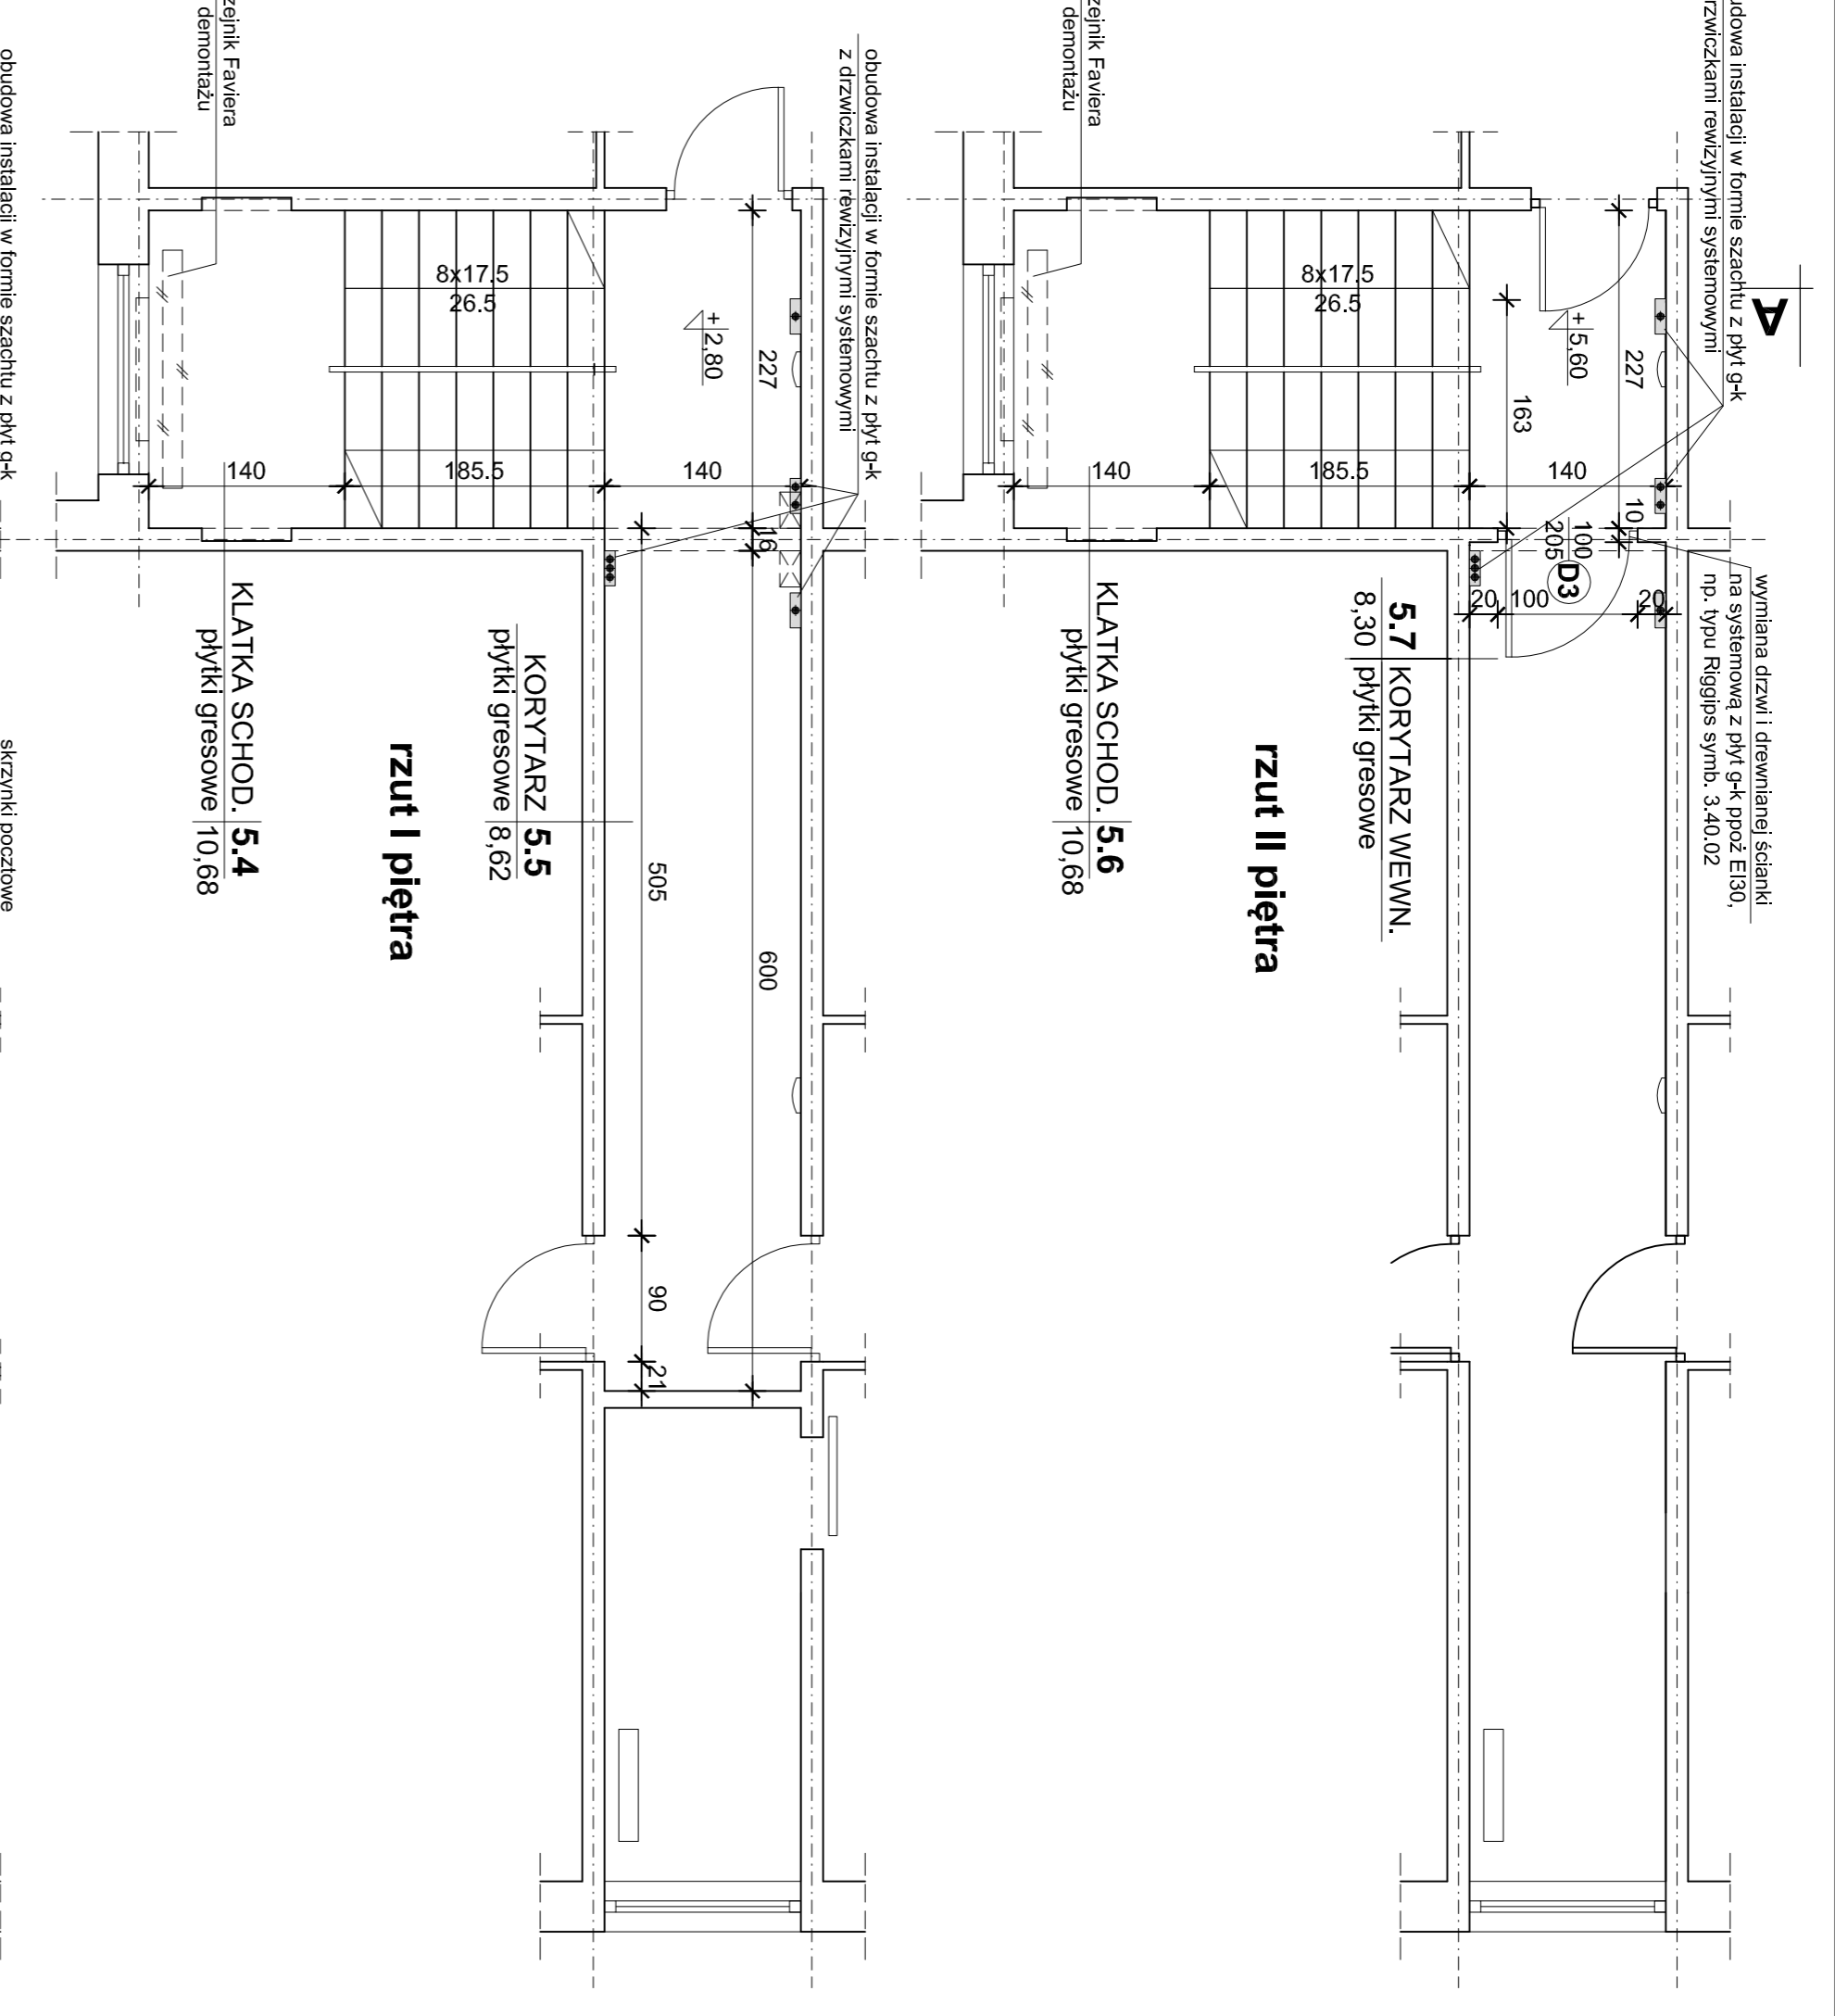 udowa instalacji w formie szachtu z płyt g-k
rzwiczkami rewizyjnymi systemowymi
A
wymiana drzwi i drewnianej ścianki
na systemową z płyt g-k ppoż EI30,
np. typu Riggips symb. 3.40.02
+5,60
227
163
140
185.5
140
8x17.5
26.5
10
100
205
D3
20
100
20
5.7 KORYTARZ WEWN.
8,30 płytki gresowe
rzut II piętra
KLATKA SCHOD. 5.6
płytki gresowe 10,68
zejnik Faviera
demontażu
obudowa instalacji w formie szachtu z płyt g-k
z drzwiczkami rewizyjnymi systemowymi
+2,80
227
16
600
140
185.5
140
8x17.5
26.5
505
90
21
KORYTARZ 5.5
płytki gresowe 8,62
rzut I piętra
KLATKA SCHOD. 5.4
płytki gresowe 10,68
zejnik Faviera
demontażu
obudowa instalacji w formie szachtu z płyt g-k
skrzynki pocztowe